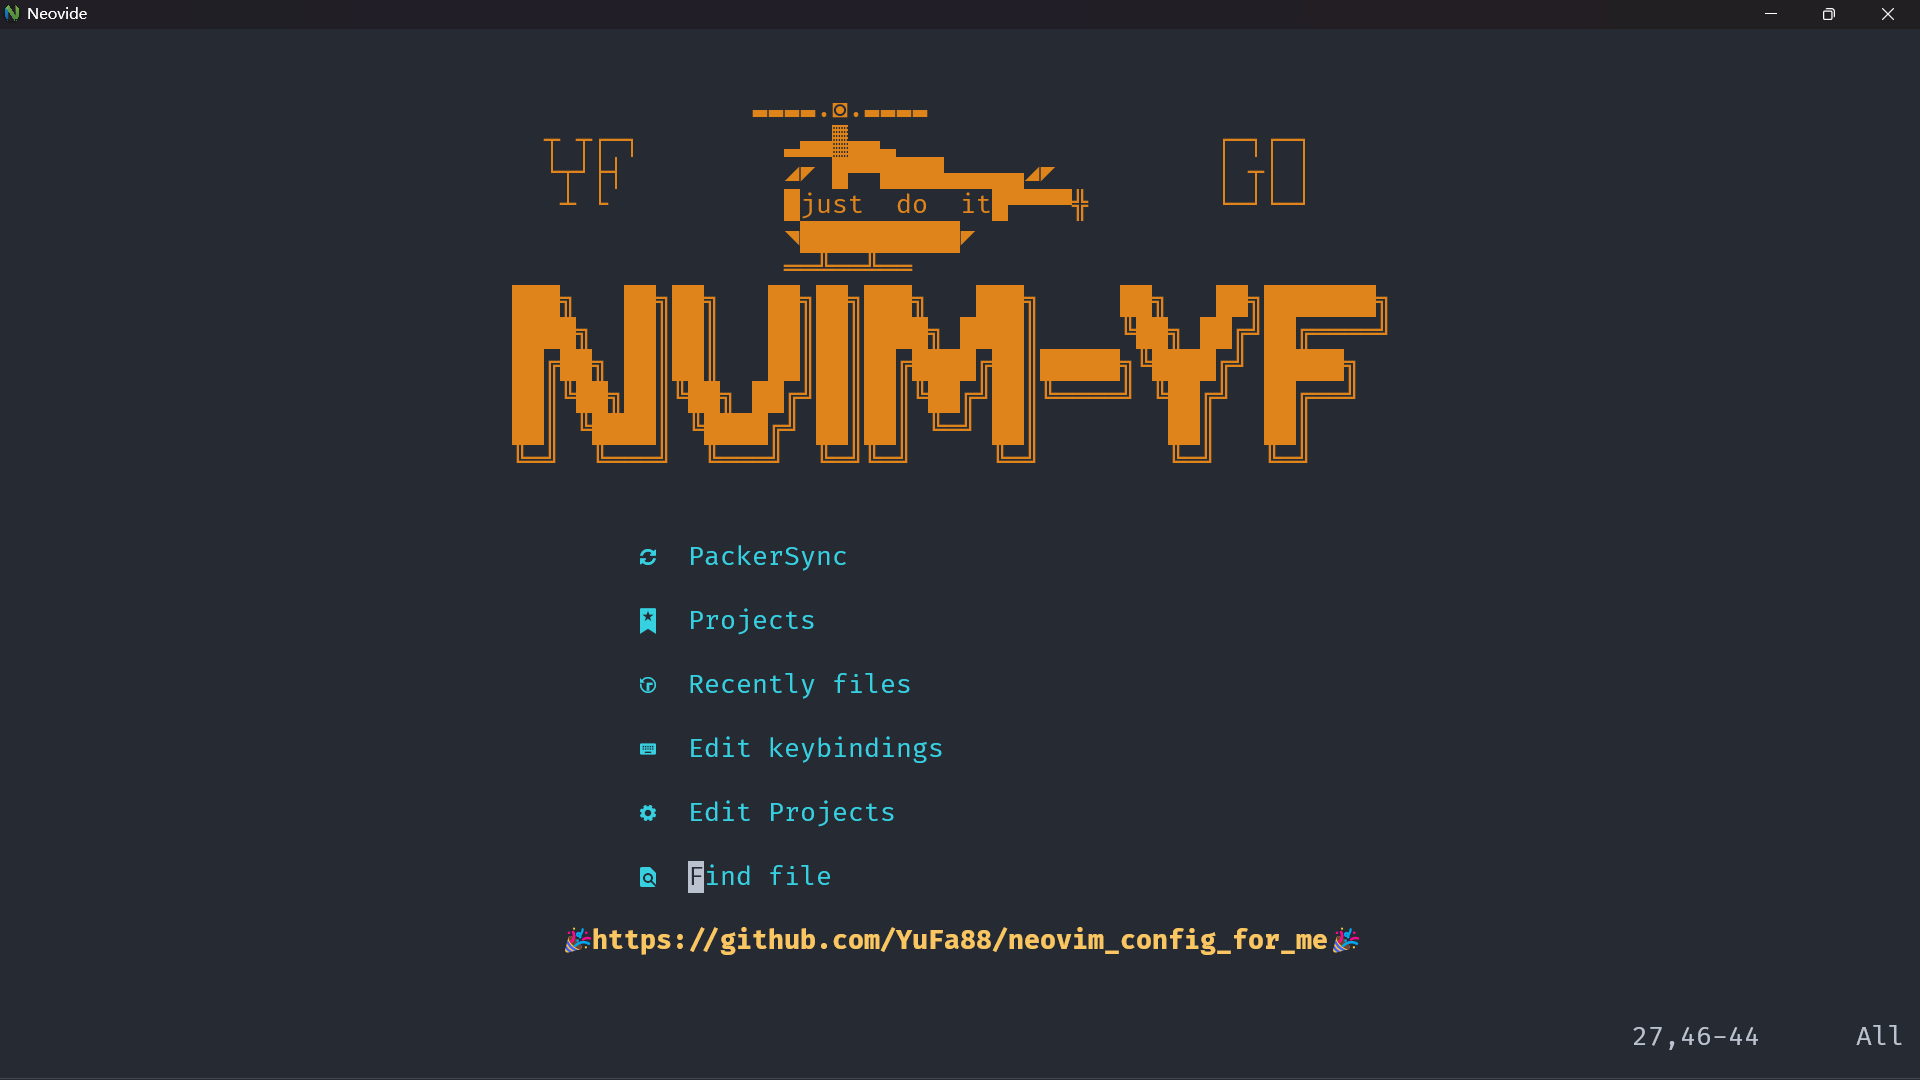 Neovide
YF
GO
just do it
NVIM-YF
PackerSync
Projects
Recently files
Edit keybindings
Edit Projects
Find file
🎉https://github.com/YuFa88/neovim_config_for_me🎉
27,46-44 All